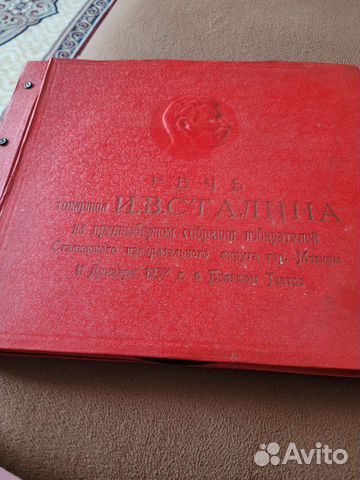 РЕЧЬ
товарища И.В.СТАЛИНА
на предвыборном собрании избирателей
Сталинского избирательного округа гор. Москвы
11 Декабря 1937 г. в Большом Театре
Avito